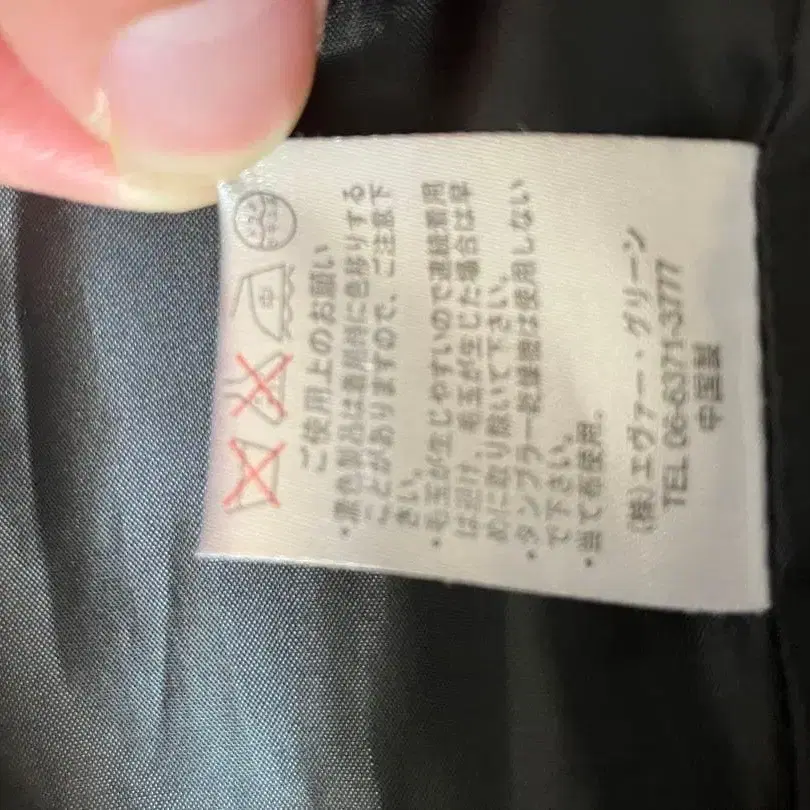 中
ご使用上のお願い
・濃色製品は着用時に色移りする
ことがありますので、ご注意下
さい。
・毛玉が生じやすいので連続着用
は避け、毛玉が生じた場合は早
めに取り除いて下さい。
・タンブラー乾燥機は使用しない
で下さい。
・当て布使用。
(株)エヴァー・グリーン
TEL 06-6371-3777
中国製